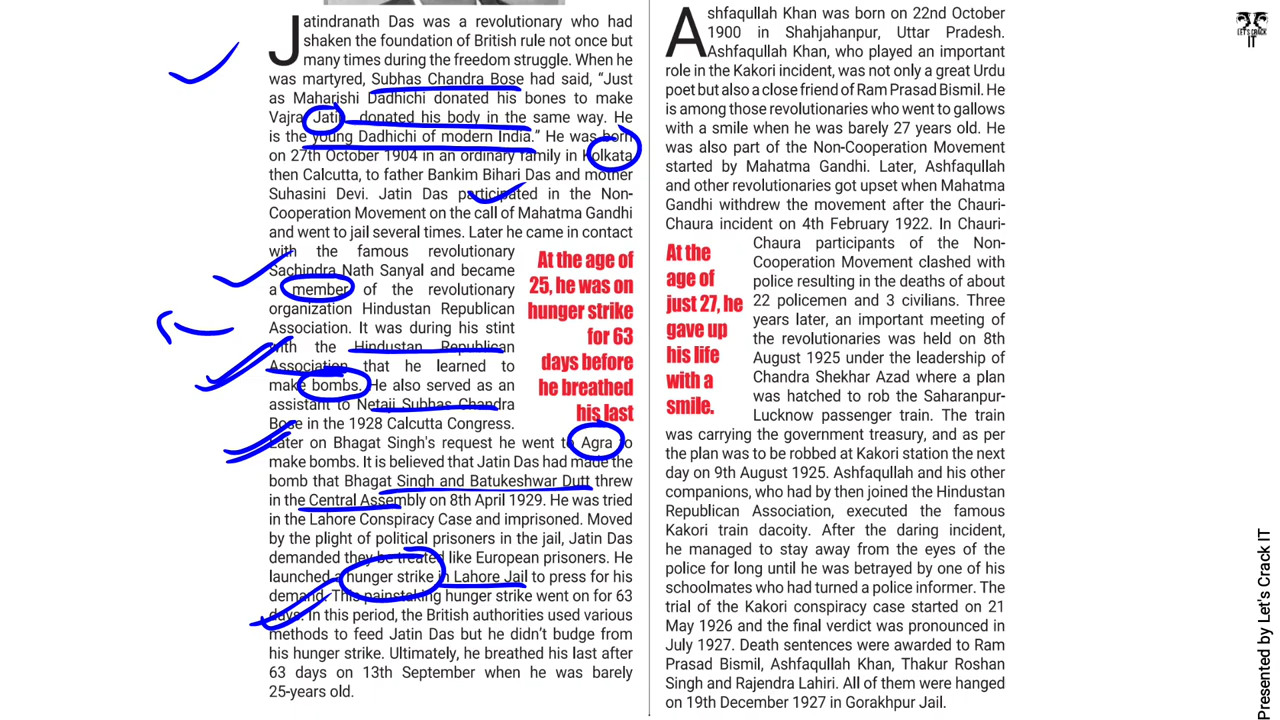 Jatindranath Das was a revolutionary who had
shaken the foundation of British rule not once but
many times during the freedom struggle. When he
was martyred, Subhas Chandra Bose had said, “Just
as Maharishi Dadhichi donated his bones to make
Vajra, Jatin donated his body in the same way. He
is the young Dadhichi of modern India.” He was born
on 27th October 1904 in an ordinary family in Kolkata
then Calcutta, to father Bankim Bihari Das and mother
Suhasini Devi. Jatin Das participated in the Non-
Cooperation Movement on the call of Mahatma Gandhi
and went to jail several times. Later he came in contact
with the famous revolutionary
Sachindra Nath Sanyal and became
a member of the revolutionary
organization Hindustan Republican
Association. It was during his stint
with the Hindustan Republican
Association that he learned to
make bombs. He also served as an
assistant to Netaji Subhas Chandra
Bose in the 1928 Calcutta Congress.
Later on Bhagat Singh's request he went to Agra to
make bombs. It is believed that Jatin Das had made the
bomb that Bhagat Singh and Batukeshwar Dutt threw
in the Central Assembly on 8th April 1929. He was tried
in the Lahore Conspiracy Case and imprisoned. Moved
by the plight of political prisoners in the jail, Jatin Das
demanded they be treated like European prisoners. He
launched a hunger strike in Lahore Jail to press for his
demand. This painstaking hunger strike went on for 63
days. In this period, the British authorities used various
methods to feed Jatin Das but he didn’t budge from
his hunger strike. Ultimately, he breathed his last after
63 days on 13th September when he was barely
25-years old.
At the age of
25, he was on
hunger strike
for 63
days before
he breathed
his last
Ashfaqullah Khan was born on 22nd October
1900 in Shahjahanpur, Uttar Pradesh.
Ashfaqullah Khan, who played an important
role in the Kakori incident, was not only a great Urdu
poet but also a close friend of Ram Prasad Bismil. He
is among those revolutionaries who went to gallows
with a smile when he was barely 27 years old. He
was also part of the Non-Cooperation Movement
started by Mahatma Gandhi. Later, Ashfaqullah
and other revolutionaries got upset when Mahatma
Gandhi withdrew the movement after the Chauri-
Chaura incident on 4th February 1922. In Chauri-
Chaura participants of the Non-
Cooperation Movement clashed with
police resulting in the deaths of about
22 policemen and 3 civilians. Three
years later, an important meeting of
the revolutionaries was held on 8th
August 1925 under the leadership of
Chandra Shekhar Azad where a plan
was hatched to rob the Saharanpur-
Lucknow passenger train. The train
was carrying the government treasury, and as per
the plan was to be robbed at Kakori station the next
day on 9th August 1925. Ashfaqullah and his other
companions, who had by then joined the Hindustan
Republican Association, executed the famous
Kakori train dacoity. After the daring incident,
he managed to stay away from the eyes of the
police for long until he was betrayed by one of his
schoolmates who had turned a police informer. The
trial of the Kakori conspiracy case started on 21
May 1926 and the final verdict was pronounced in
July 1927. Death sentences were awarded to Ram
Prasad Bismil, Ashfaqullah Khan, Thakur Roshan
Singh and Rajendra Lahiri. All of them were hanged
on 19th December 1927 in Gorakhpur Jail.
At the
age of
just 27, he
gave up
his life
with a
smile.
LET'S CRACK
IT
Presented by Let's Crack IT